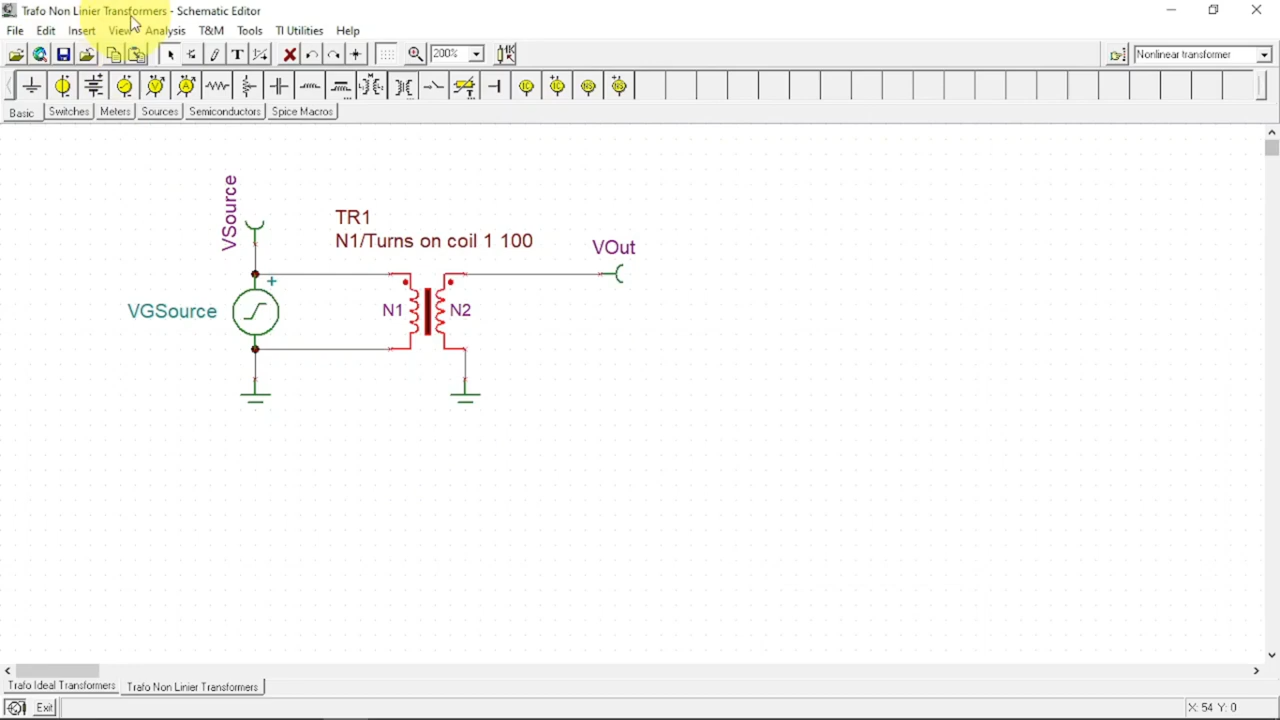 Trafo Non Linier Transformers - Schematic Editor
File Edit Insert View Analysis T&M Tools TI Utilities Help
200%
Nonlinear transformer
Basic Switches Meters Sources Semiconductors Spice Macros
VSource
TR1
N1/Turns on coil 1 100
VOut
+
VGSource
N1
N2
Trafo Ideal Transformers Trafo Non Linier Transformers
Exit
X: 54 Y: 0